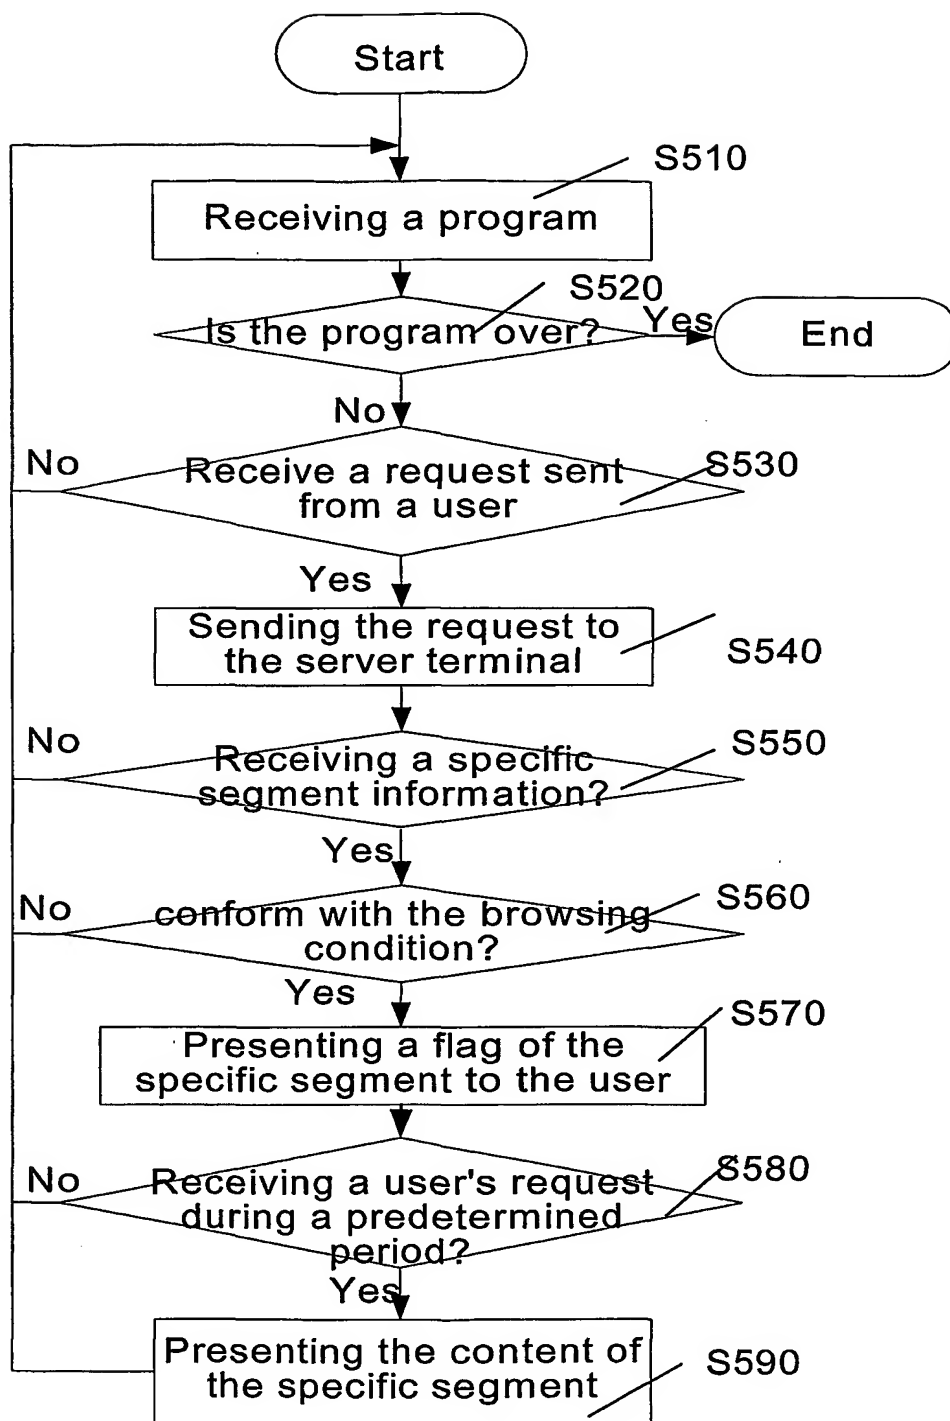 Start
S510
Receiving a program
S520
Is the program over?
Yes
End
No
No
Receive a request sent
from a user
S530
Yes
Sending the request to
the server terminal
S540
No
Receiving a specific
segment information?
S550
Yes
No
conform with the browsing
condition?
S560
Yes
S570
Presenting a flag of the
specific segment to the user
No
Receiving a user's request
during a predetermined
period?
S580
Yes
Presenting the content of
the specific segment
S590